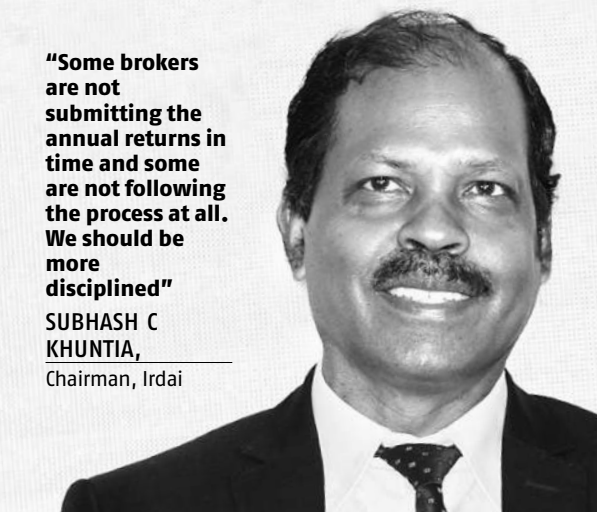 “Some brokers
are not
submitting the
annual returns in
time and some
are not following
the process at all.
We should be
more
disciplined”
SUBHASH C
KHUNTIA,
Chairman, Irdai